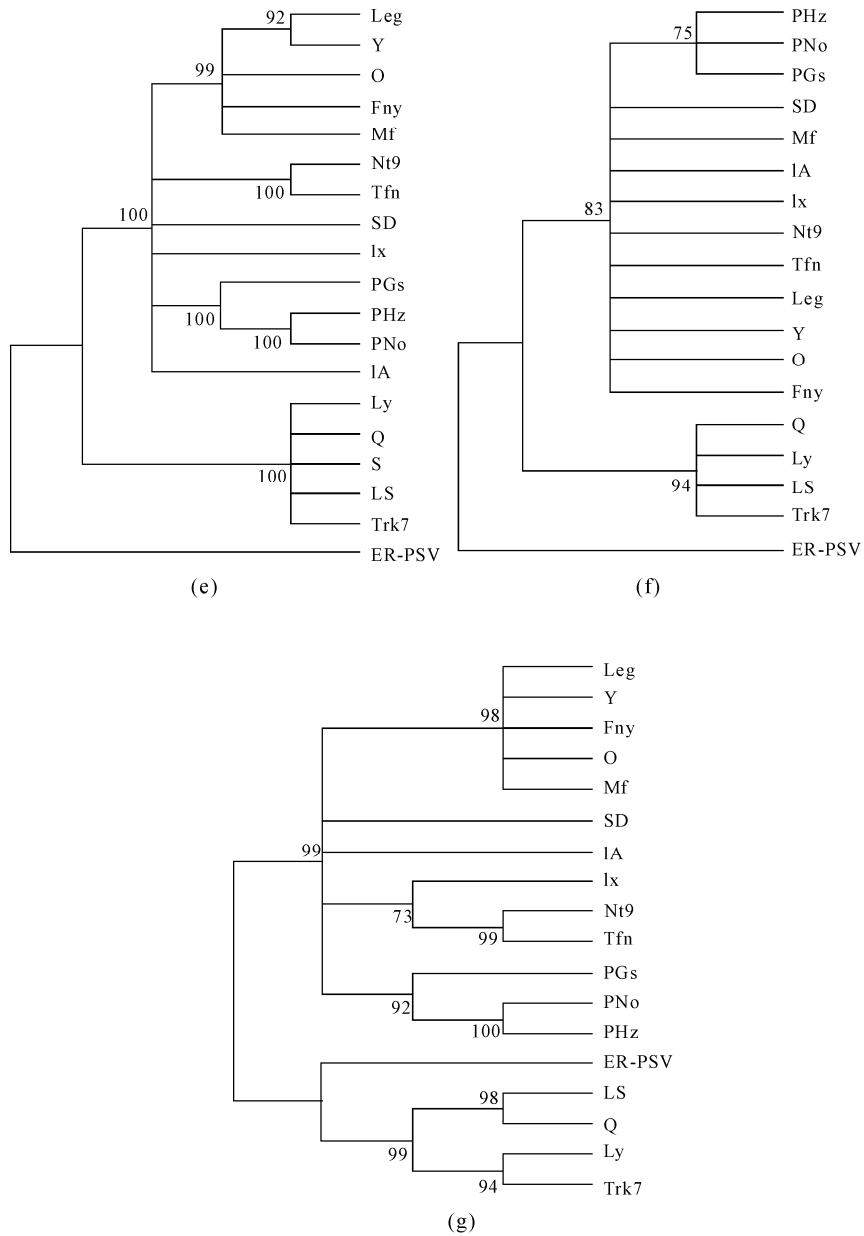 92
Leg
Y
99
O
Fny
Mf
Nt9
100
Tfn
100
SD
lx
PGs
100
PHz
100
PNo
lA
Ly
Q
100
S
LS
Trk7
ER-PSV
(e)
75
PHz
PNo
PGs
SD
Mf
lA
lx
83
Nt9
Tfn
Leg
Y
O
Fny
Q
Ly
94
LS
Trk7
ER-PSV
(f)
Leg
Y
98
Fny
O
Mf
SD
99
lA
lx
73
Nt9
99
Tfn
PGs
92
PNo
100
PHz
ER-PSV
98
LS
Q
99
Ly
94
Trk7
(g)